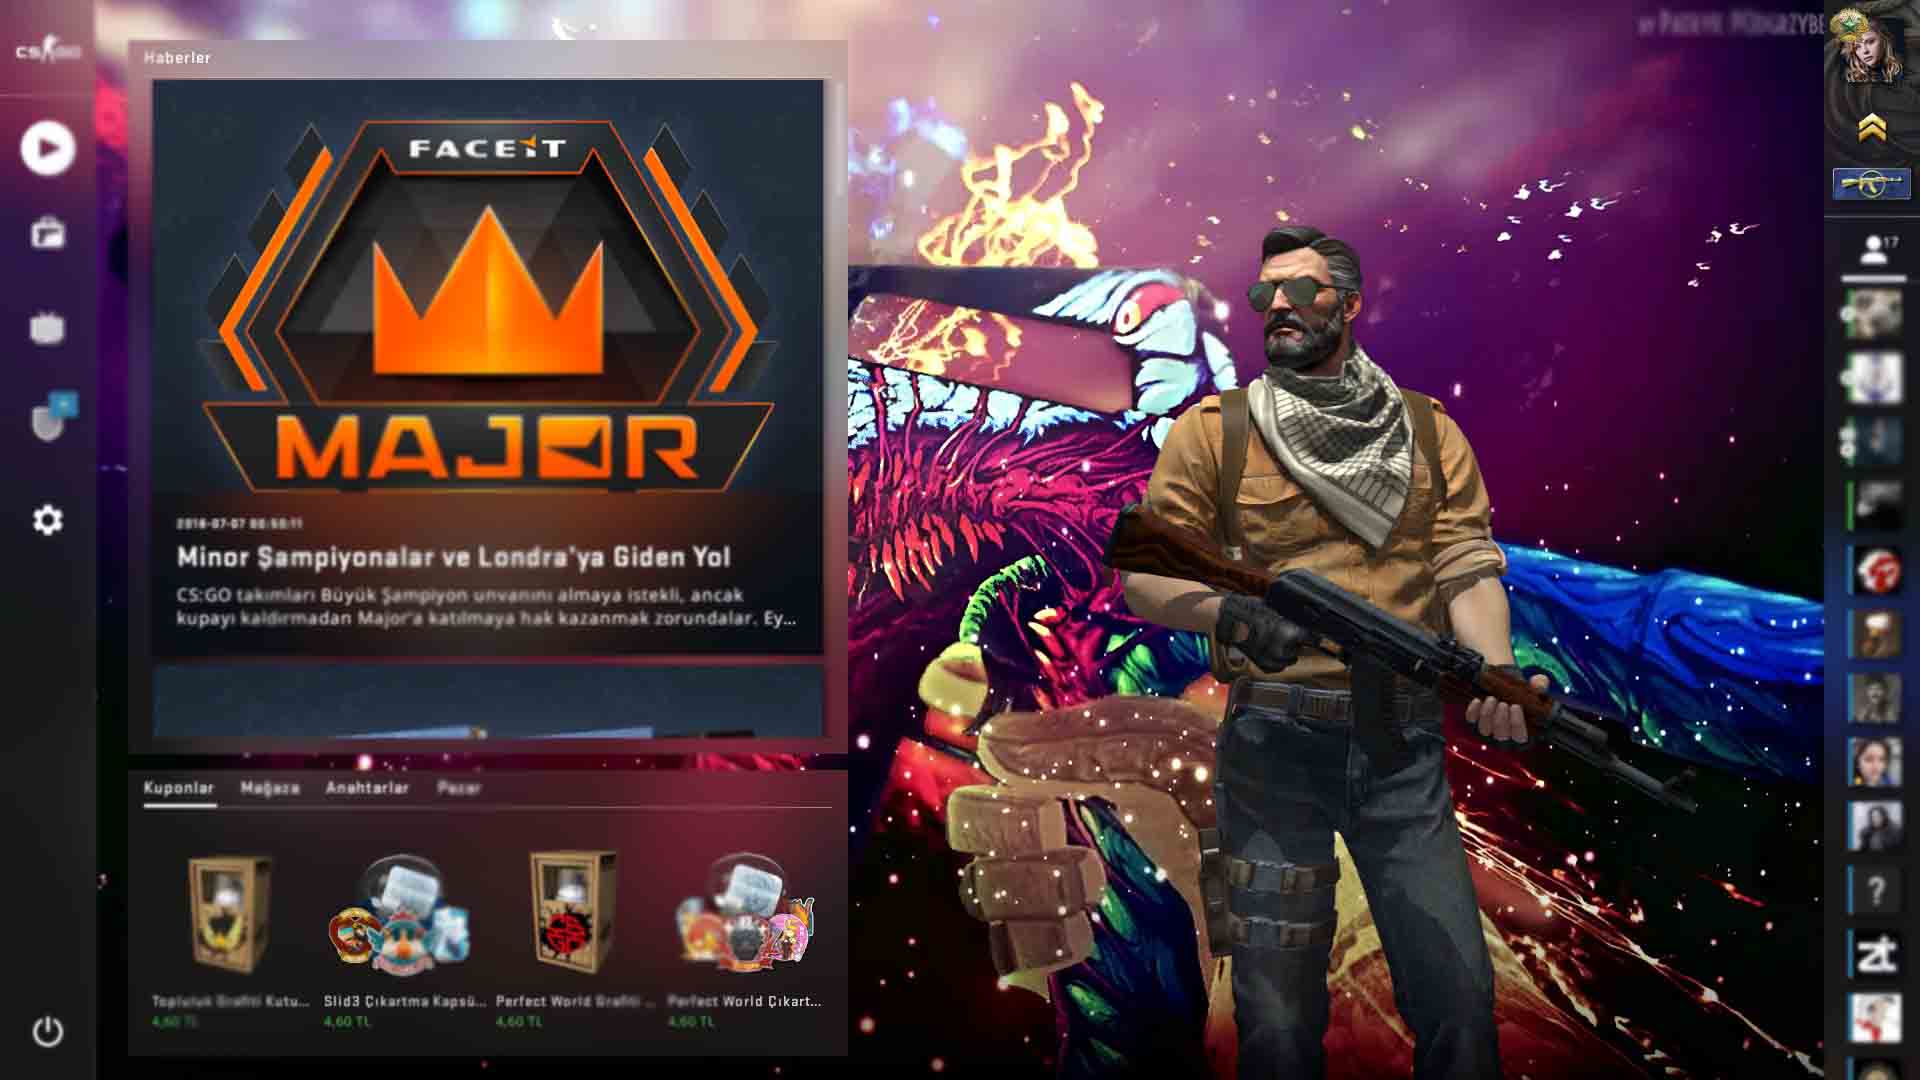 CS GO
Haberler
FACEIT
MAJOR
Minor Şampiyonalar ve Londra'ya Giden Yol
CS:GO takımları Büyük Şampiyon unvanını almaya istekli, ancak
kupayı kaldırmadan Major'a katılmaya hak kazanmak zorundalar. Ey...
Kuponlar Mağaza Anahtarlar Pazar
Topluluk Grafiti Kutu... Slid3 Çıkartma Kapsü... Perfect World Grafiti ... Perfect World Çıkart...
4,60 TL 4,60 TL 4,60 TL 4,60 TL
17
?